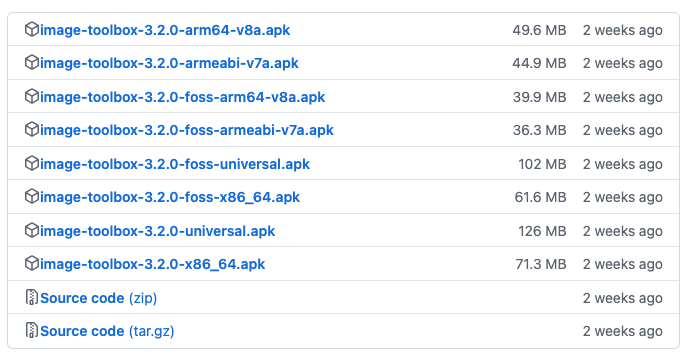 image-toolbox-3.2.0-arm64-v8a.apk 49.6 MB 2 weeks ago
image-toolbox-3.2.0-armeabi-v7a.apk 44.9 MB 2 weeks ago
image-toolbox-3.2.0-foss-arm64-v8a.apk 39.9 MB 2 weeks ago
image-toolbox-3.2.0-foss-armeabi-v7a.apk 36.3 MB 2 weeks ago
image-toolbox-3.2.0-foss-universal.apk 102 MB 2 weeks ago
image-toolbox-3.2.0-foss-x86_64.apk 61.6 MB 2 weeks ago
image-toolbox-3.2.0-universal.apk 126 MB 2 weeks ago
image-toolbox-3.2.0-x86_64.apk 71.3 MB 2 weeks ago
Source code (zip) 2 weeks ago
Source code (tar.gz) 2 weeks ago